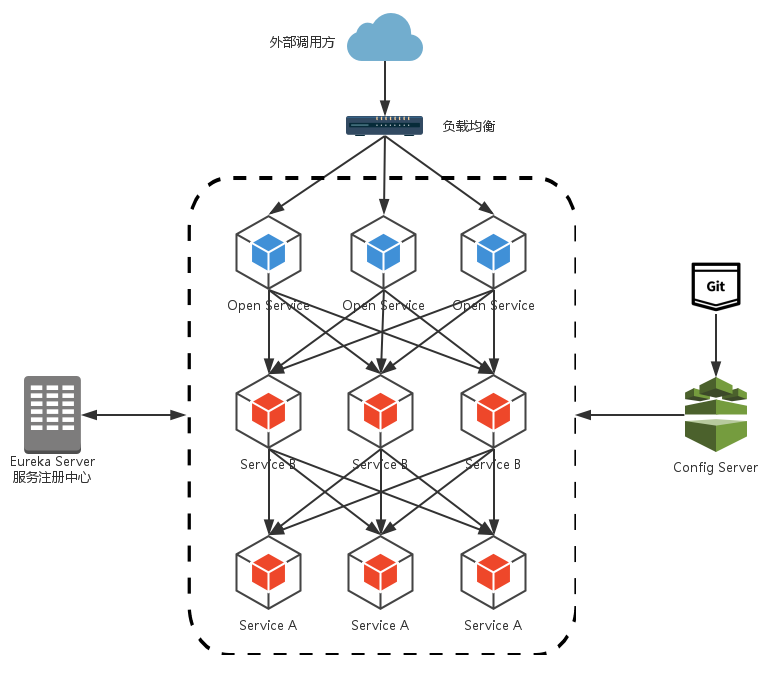 外部调用方
负载均衡
Open Service
Open Service
Open Service
Git
Eureka Server
服务注册中心
Service B
Service B
Service B
Config Server
Service A
Service A
Service A